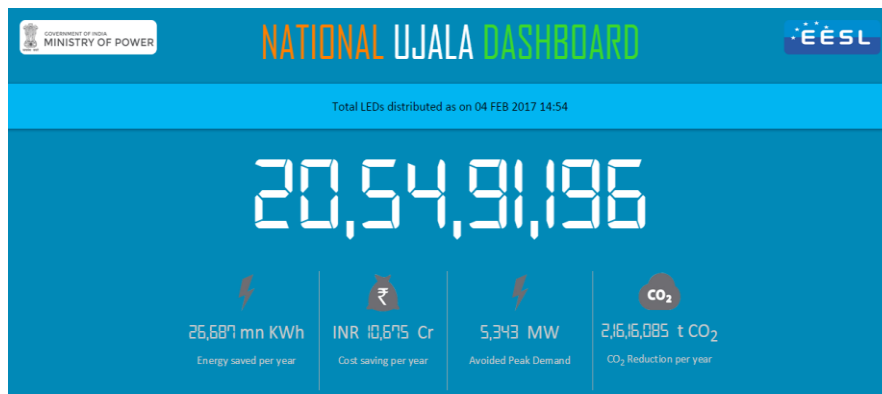 GOVERNMENT OF INDIA
MINISTRY OF POWER
NATIONAL UJALA DASHBOARD
EESL
Total LEDs distributed as on 04 FEB 2017 14:54
20,54,91,196
₹
CO2
26,687 mn KWh
INR 10,675 Cr
5,343 MW
2,16,16,085 t CO2
Energy saved per year
Cost saving per year
Avoided Peak Demand
CO2 Reduction per year